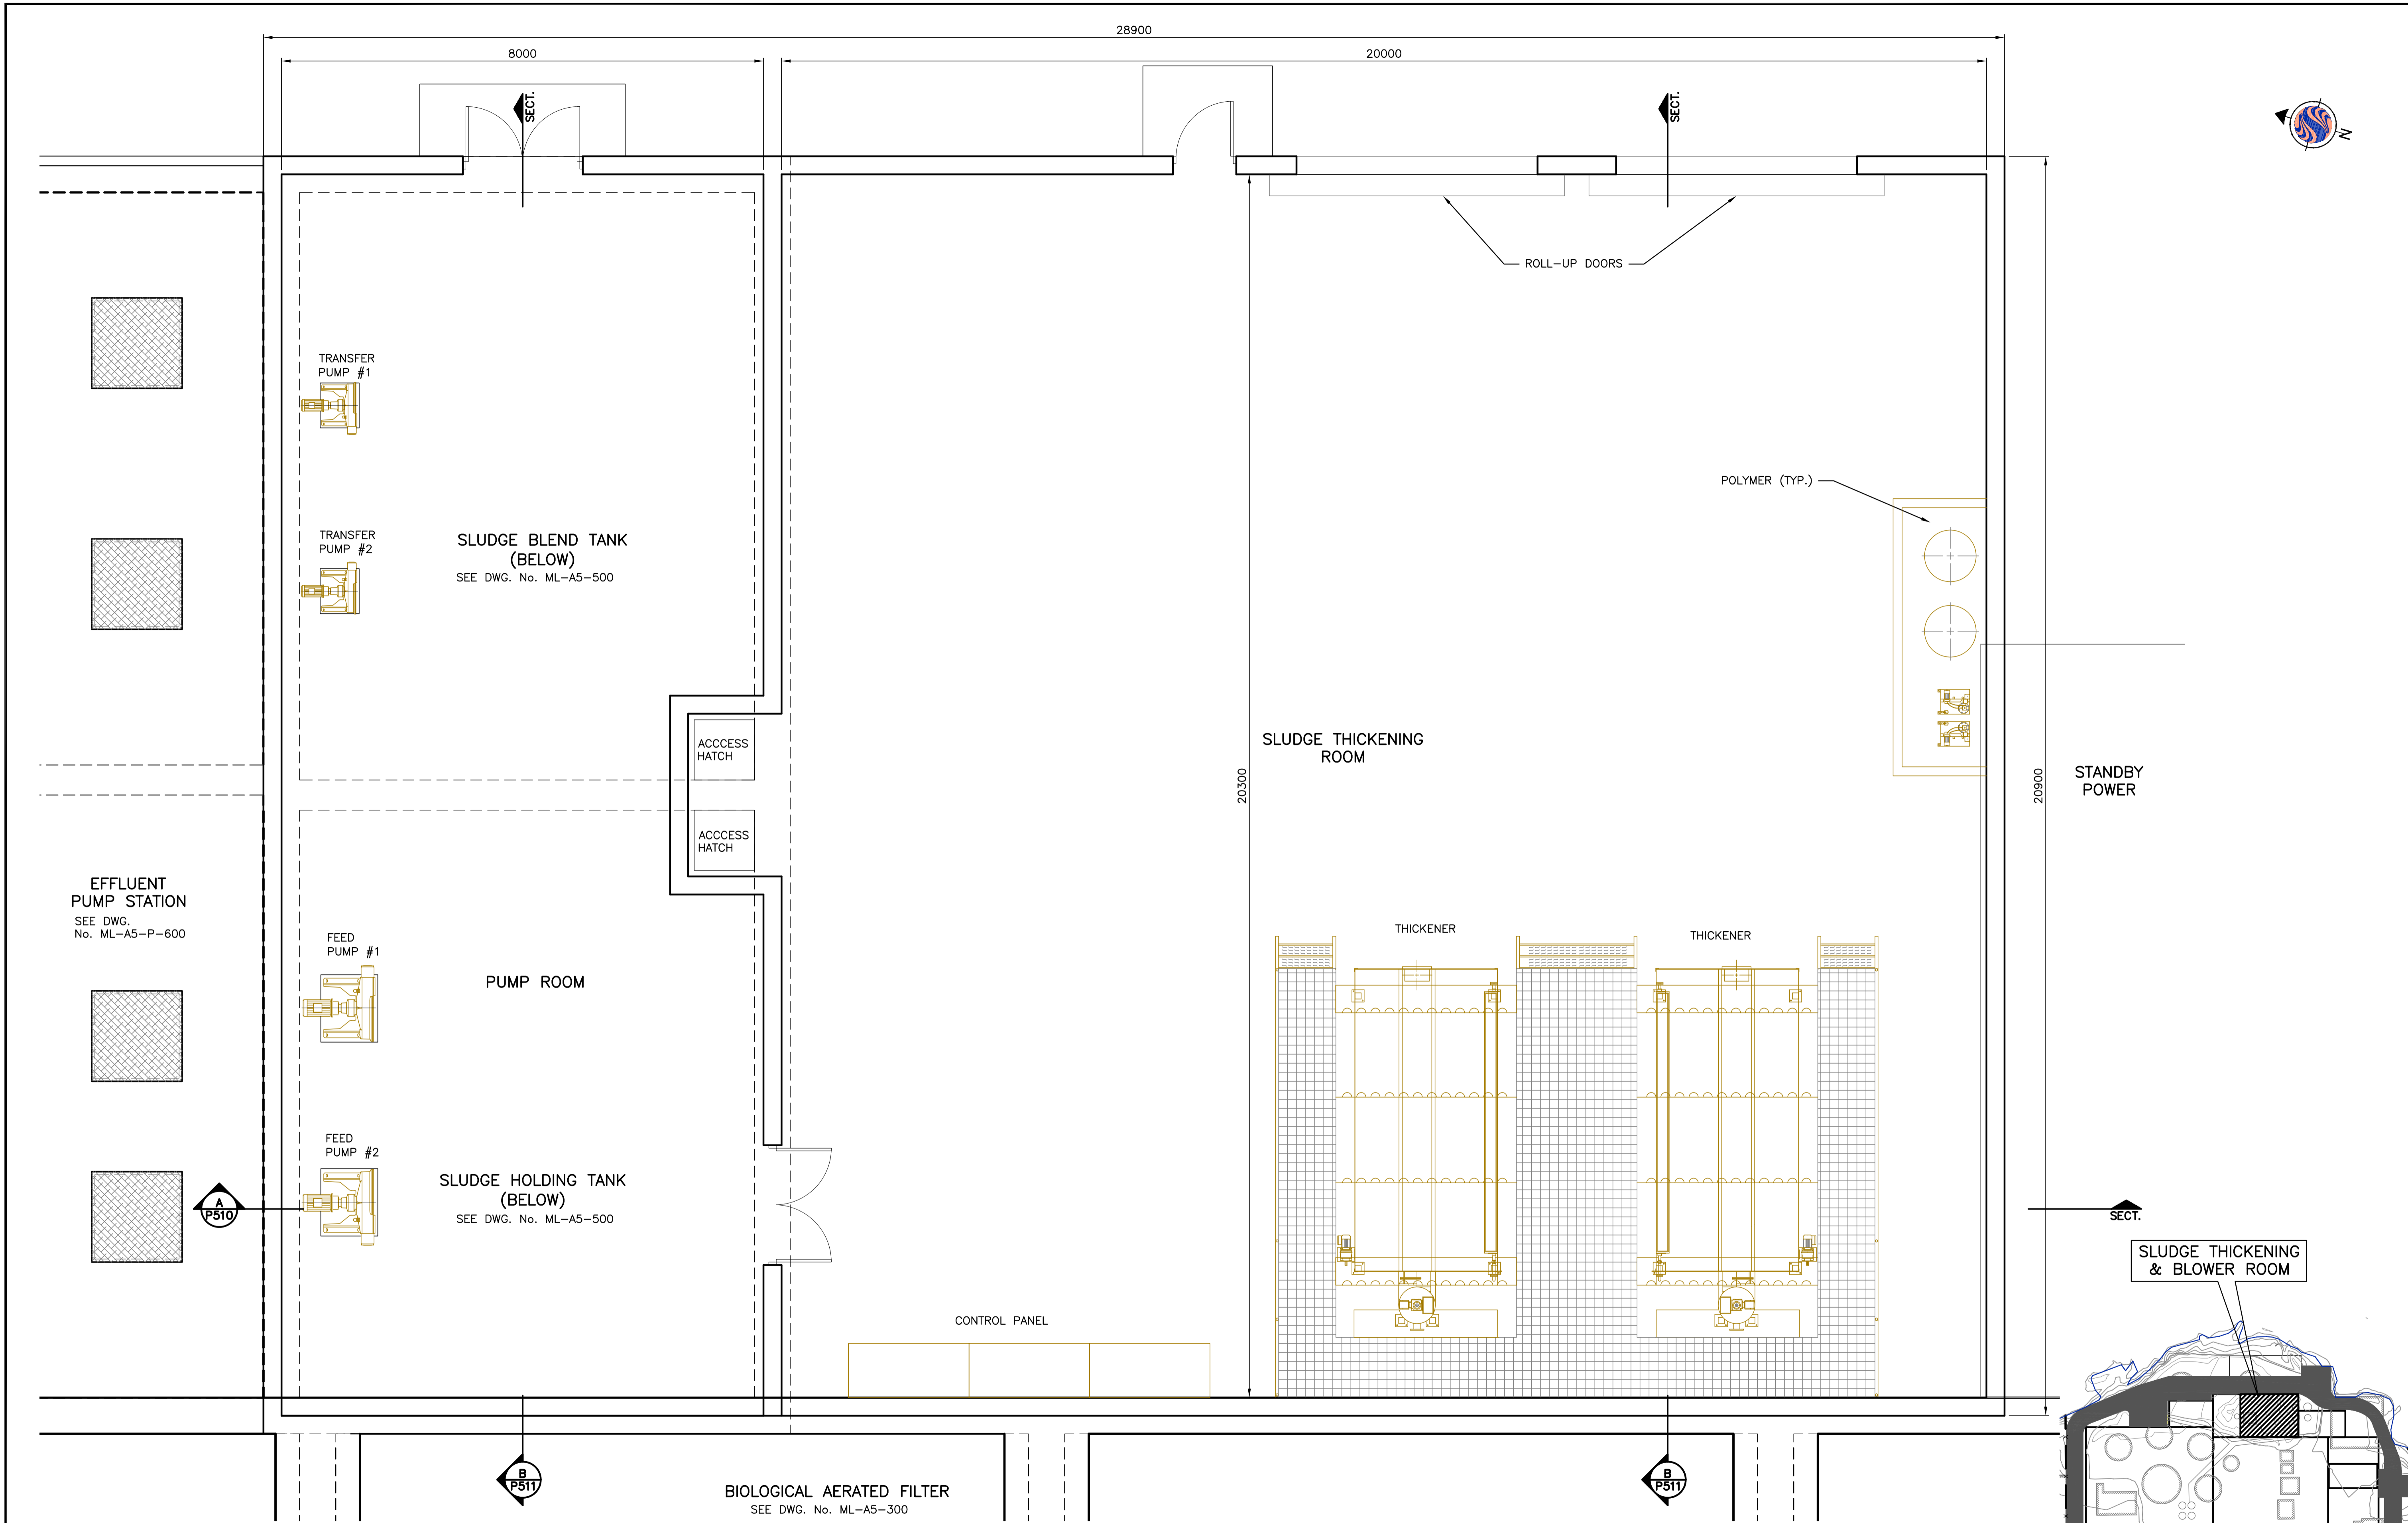 28900
8000
20000
SECT.
SECT.
N
ROLL-UP DOORS
TRANSFER
PUMP #1
POLYMER (TYP.)
TRANSFER
PUMP #2
SLUDGE BLEND TANK
(BELOW)
SEE DWG. No. ML-A5-500
ACCCESS
HATCH
SLUDGE THICKENING
ROOM
20300
20900
STANDBY
POWER
ACCCESS
HATCH
EFFLUENT
PUMP STATION
SEE DWG.
No. ML-A5-P-600
FEED
PUMP #1
PUMP ROOM
THICKENER
THICKENER
FEED
PUMP #2
SLUDGE HOLDING TANK
(BELOW)
SEE DWG. No. ML-A5-500
A
P510
SECT.
SLUDGE THICKENING
& BLOWER ROOM
CONTROL PANEL
B
P511
B
P511
BIOLOGICAL AERATED FILTER
SEE DWG. No. ML-A5-300